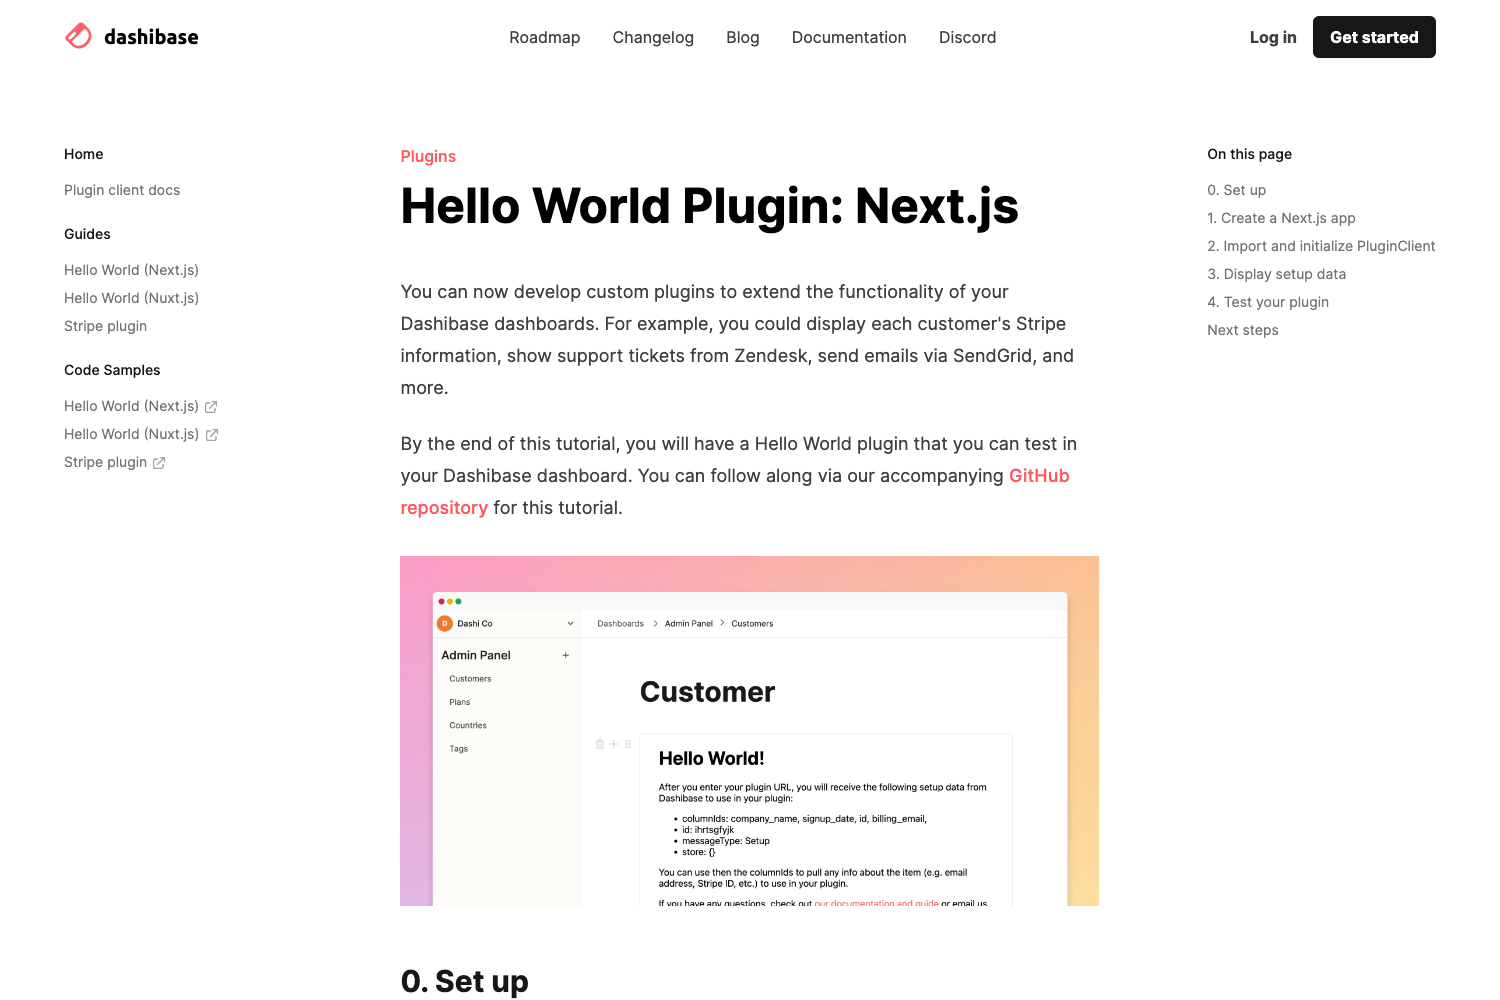 dashibase
Roadmap
Changelog
Blog
Documentation
Discord
Log in
Get started
Home
Plugin client docs
Guides
Hello World (Next.js)
Hello World (Nuxt.js)
Stripe plugin
Code Samples
Hello World (Next.js)
Hello World (Nuxt.js)
Stripe plugin
Plugins
Hello World Plugin: Next.js
You can now develop custom plugins to extend the functionality of your
Dashibase dashboards. For example, you could display each customer's Stripe
information, show support tickets from Zendesk, send emails via SendGrid, and
more.
By the end of this tutorial, you will have a Hello World plugin that you can test in
your Dashibase dashboard. You can follow along via our accompanying GitHub
repository for this tutorial.
D
Dashi Co
Dashboards > Admin Panel > Customers
Admin Panel +
Customers
Plans
Countries
Tags
Customer
Hello World!
After you enter your plugin URL, you will receive the following setup data from
Dashibase to use in your plugin:
• columnIds: company_name, signup_date, id, billing_email,
• id: ihrtsgfyjk
• messageType: Setup
• store: {}
You can use then the columnIds to pull any info about the item (e.g. email
address, Stripe ID, etc.) to use in your plugin.
If you have any questions, check out our documentation and guide or email us
0. Set up
On this page
0. Set up
1. Create a Next.js app
2. Import and initialize PluginClient
3. Display setup data
4. Test your plugin
Next steps